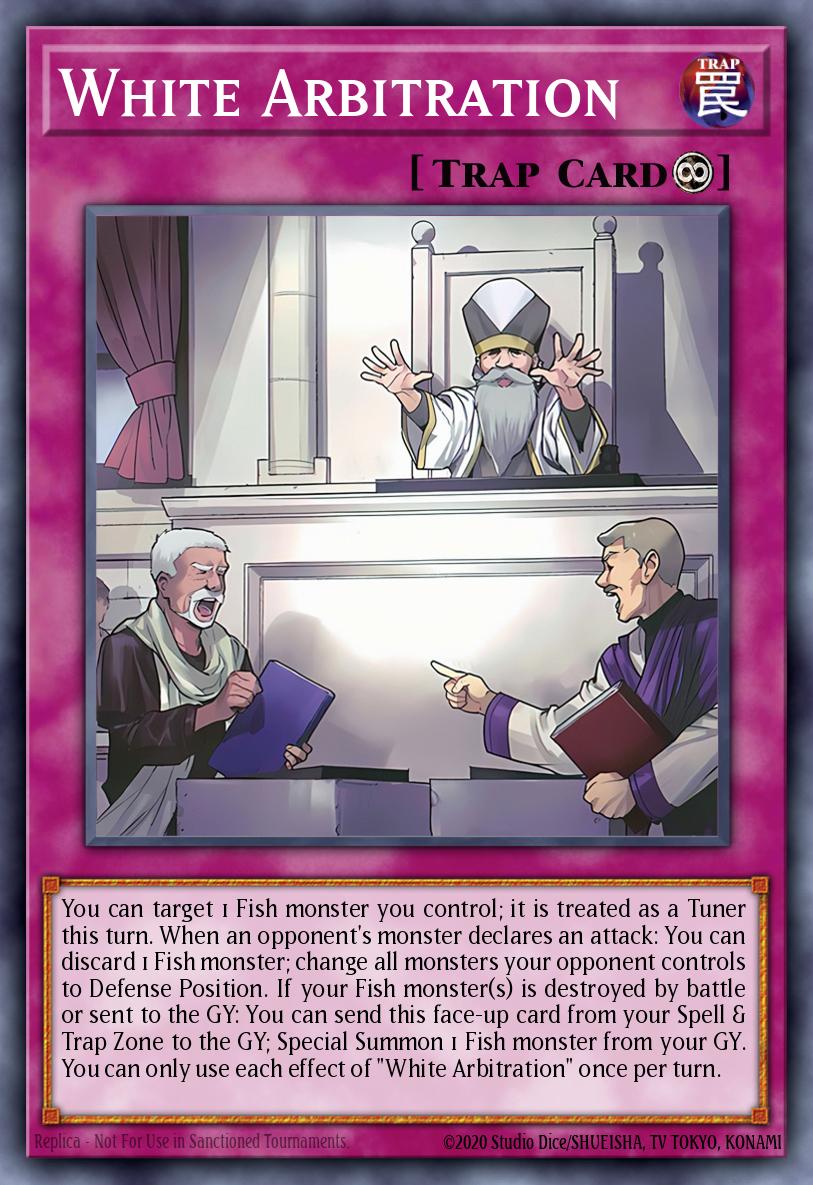 White Arbitration
TRAP
罠
[Trap Card]
You can target 1 Fish monster you control; it is treated as a Tuner
this turn. When an opponent's monster declares an attack: You can
discard 1 Fish monster; change all monsters your opponent controls
to Defense Position. If your Fish monster(s) is destroyed by battle
or sent to the GY: You can send this face-up card from your Spell &
Trap Zone to the GY; Special Summon 1 Fish monster from your GY.
You can only use each effect of "White Arbitration" once per turn.
Replica - Not For Use in Sanctioned Tournaments.
©2020 Studio Dice/SHUEISHA, TV TOKYO, KONAMI